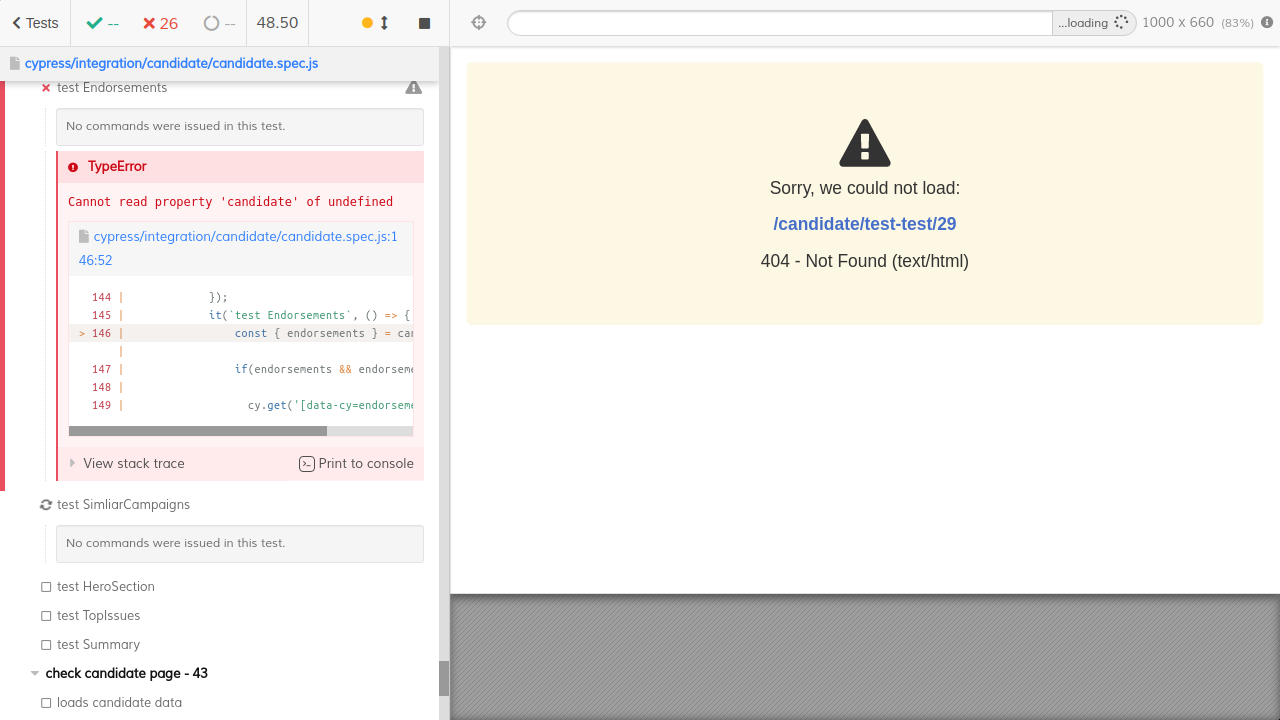 Tests
--
26
--
48.50
...loading
1000 x 660 (83%)
cypress/integration/candidate/candidate.spec.js
test Endorsements
No commands were issued in this test.
TypeError
Cannot read property 'candidate' of undefined
cypress/integration/candidate/candidate.spec.js:1
46:52
144 | });
145 | it(`test Endorsements`, () => {
> 146 | const { endorsements } = can
|
147 | if(endorsements && endorseme
148 |
149 | cy.get('[data-cy=endorseme
View stack trace
Print to console
test SimliarCampaigns
No commands were issued in this test.
test HeroSection
test TopIssues
test Summary
check candidate page - 43
loads candidate data
Sorry, we could not load:
/candidate/test-test/29
404 - Not Found (text/html)